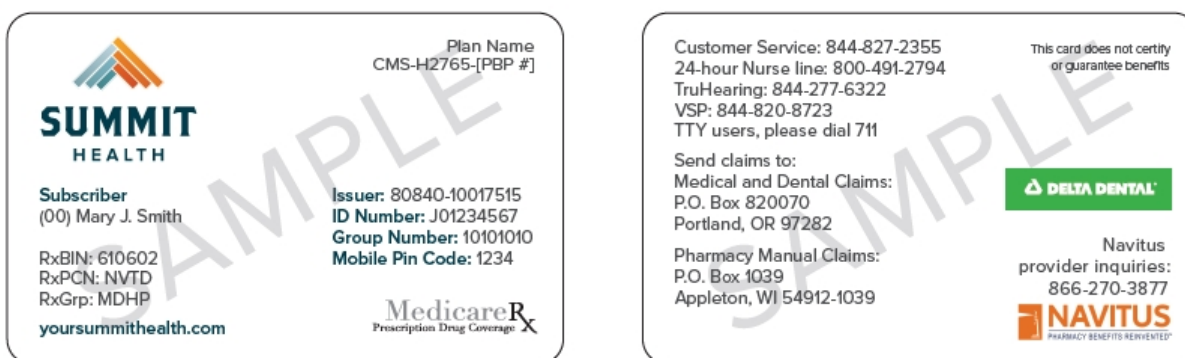 SUMMIT
HEALTH
Plan Name
CMS-H2765-[PBP #]
Subscriber
(00) Mary J. Smith
RxBIN: 610602
RxPCN: NVTD
RxGrp: MDHP
yoursummithealth.com
Issuer: 80840-10017515
ID Number: J01234567
Group Number: 10101010
Mobile Pin Code: 1234
MedicareRx
Prescription Drug Coverage
SAMPLE
Customer Service: 844-827-2355
24-hour Nurse line: 800-491-2794
TruHearing: 844-277-6322
VSP: 844-820-8723
TTY users, please dial 711
Send claims to:
Medical and Dental Claims:
P.O. Box 820070
Portland, OR 97282
Pharmacy Manual Claims:
P.O. Box 1039
Appleton, WI 54912-1039
This card does not certify
or guarantee benefits
DELTA DENTAL
Navitus
provider inquiries:
866-270-3877
NAVITUS
PHARMACY BENEFITS REINVENTED
SAMPLE